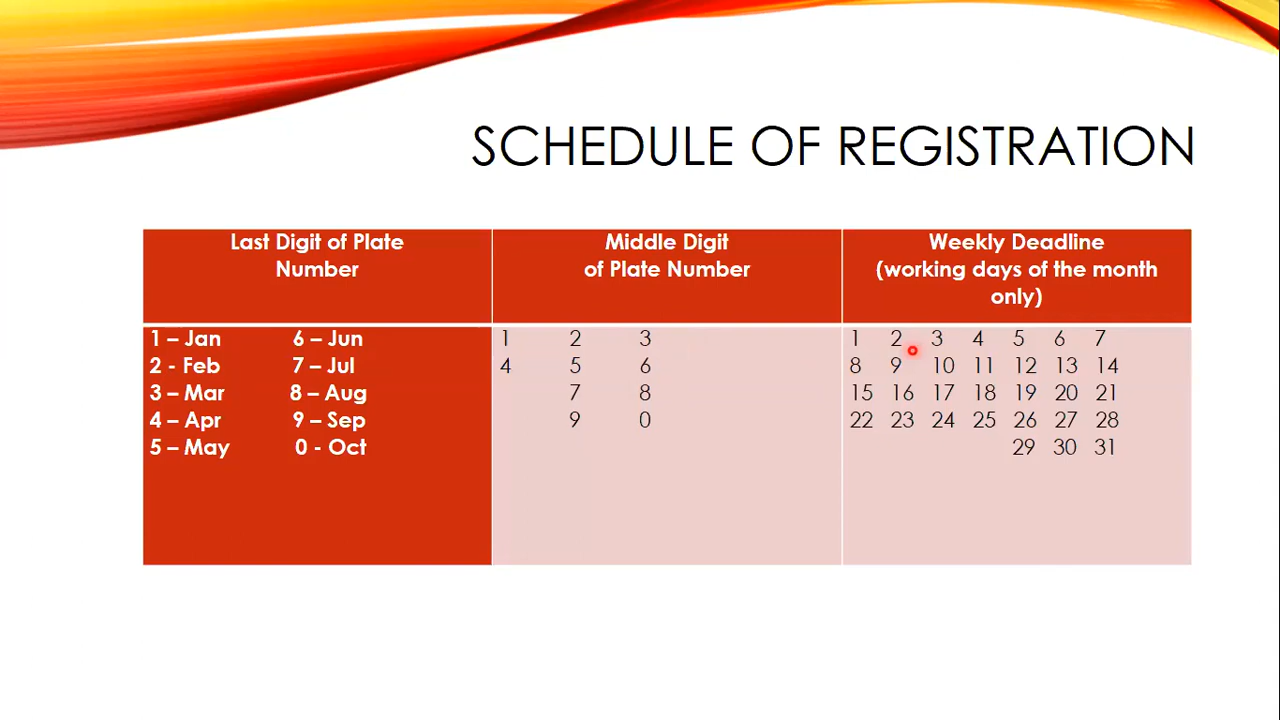 SCHEDULE OF REGISTRATION
Last Digit of Plate Number
Middle Digit of Plate Number
Weekly Deadline (working days of the month only)
1 – Jan 6 – Jun
2 - Feb 7 – Jul
3 – Mar 8 – Aug
4 – Apr 9 – Sep
5 – May 0 - Oct
1 2 3
4 5 6
7 8
9 0
1 2 3 4 5 6 7
8 9 10 11 12 13 14
15 16 17 18 19 20 21
22 23 24 25 26 27 28
29 30 31